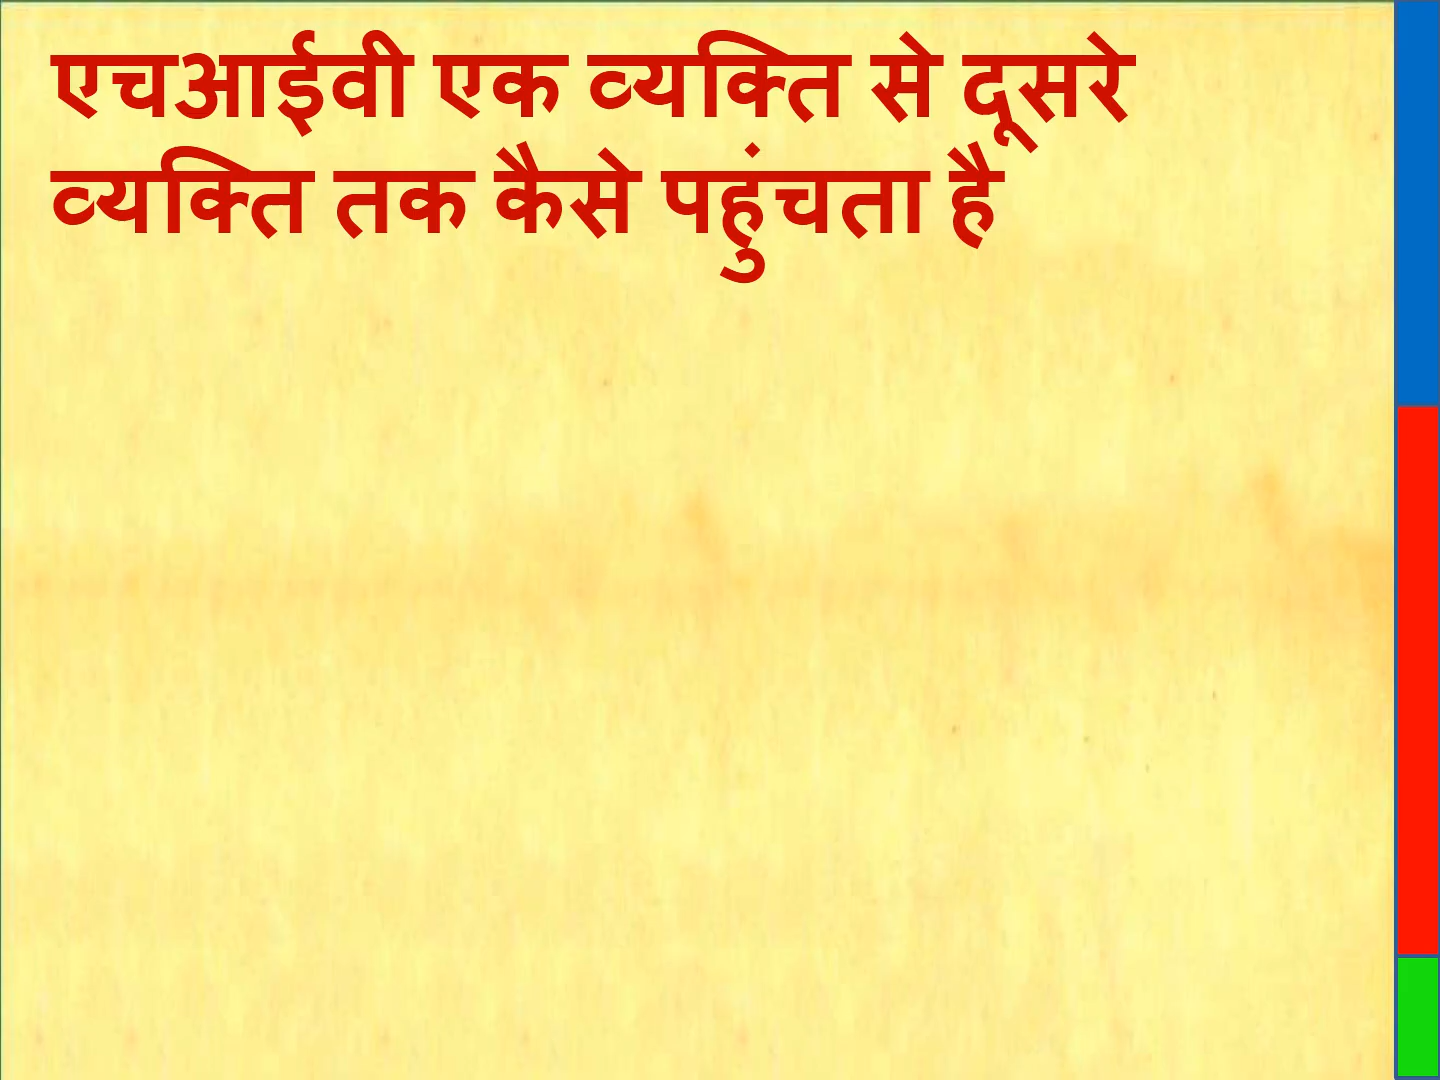 एचआईवी एक व्यक्ति से दूसरे
व्यक्ति तक कैसे पहुंचता है